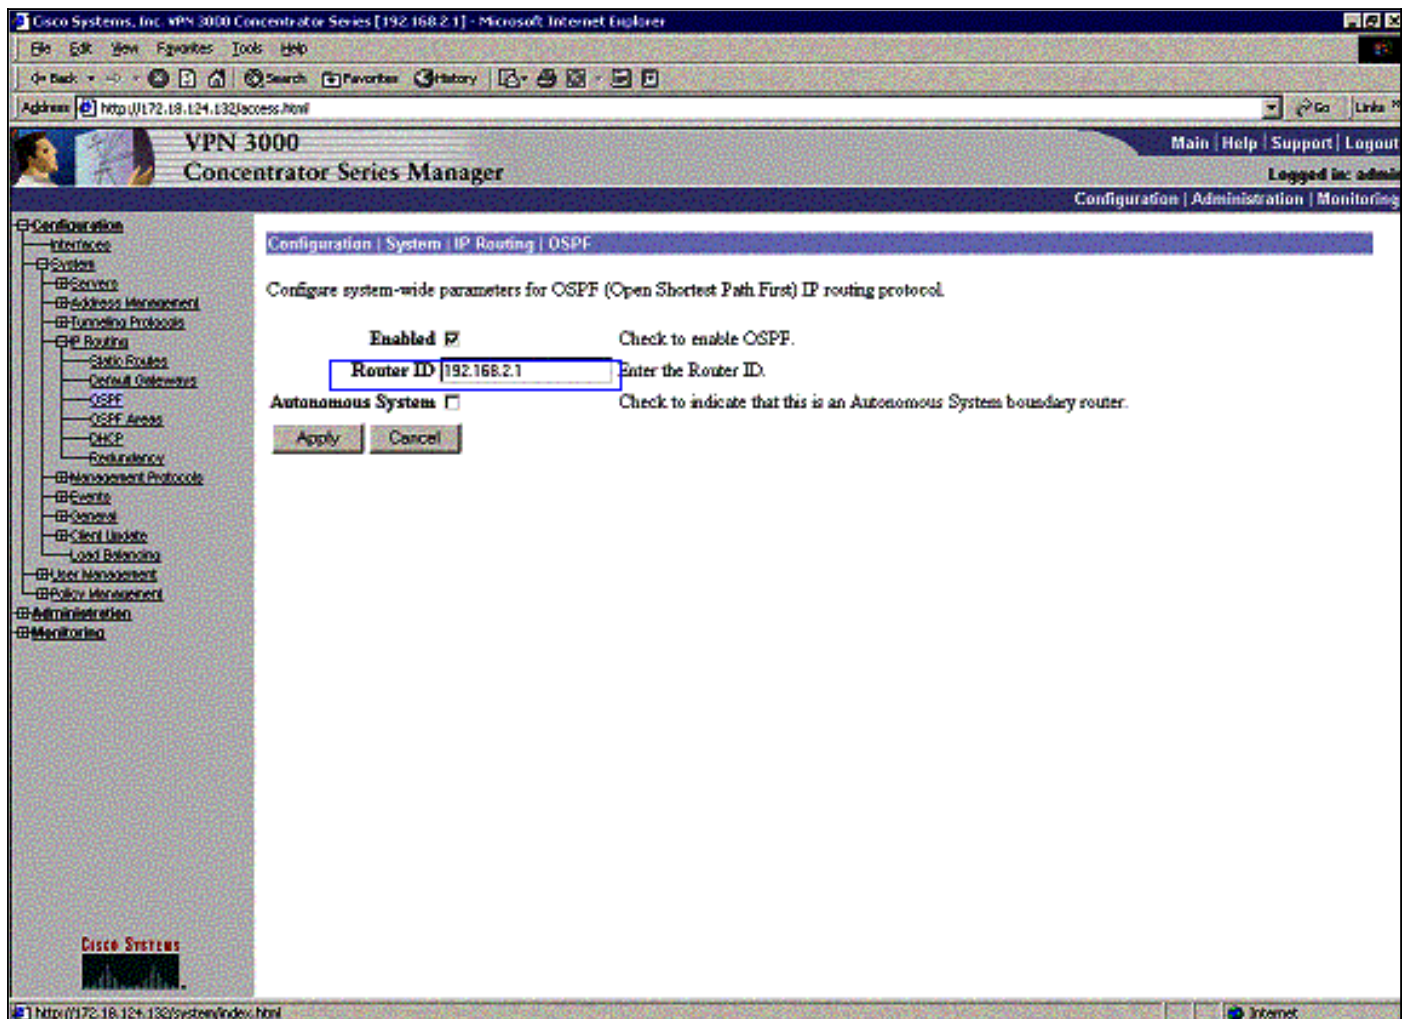 Cisco Systems, Inc. VPN 3000 Concentrator Series [192.168.2.1] - Microsoft Internet Explorer
File Edit View Favorites Tools Help
Back Search Favorites History
Address http://172.18.124.132/access.html Go Links »
VPN 3000
Concentrator Series Manager
Main | Help | Support | Logout
Logged in: admin
Configuration | Administration | Monitoring
Configuration
Interfaces
System
Servers
Address Management
Tunneling Protocols
IP Routing
Static Routes
Default Gateways
OSPF
OSPF Areas
DHCP
Redundancy
Management Protocols
Events
General
Client Update
Load Balancing
User Management
Policy Management
Administration
Monitoring
Configuration | System | IP Routing | OSPF
Configure system-wide parameters for OSPF (Open Shortest Path First) IP routing protocol.
Enabled Check to enable OSPF.
Router ID 192.168.2.1 Enter the Router ID.
Autonomous System Check to indicate that this is an Autonomous System boundary router.
Apply Cancel
CISCO SYSTEMS
http://172.18.124.132/system/index.html Internet